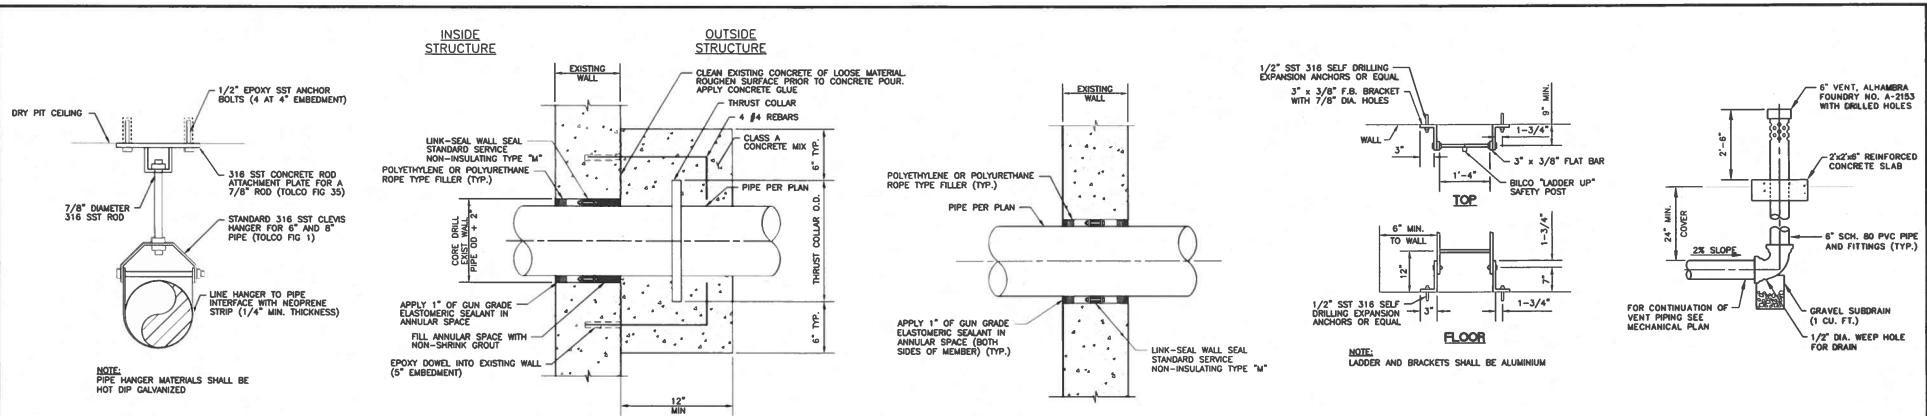 1/2" EPOXY SST ANCHOR
BOLTS (4 AT 4" EMBEDMENT)
DRY PIT CEILING
316 SST CONCRETE ROD
ATTACHMENT PLATE FOR A
7/8" ROD (TOLCO FIG 35)
7/8" DIAMETER
316 SST ROD
STANDARD 316 SST CLEVIS
HANGER FOR 6" AND 8"
PIPE (TOLCO FIG 1)
LINE HANGER TO PIPE
INTERFACE WITH NEOPRENE
STRIP (1/4" MIN. THICKNESS)
NOTE:
PIPE HANGER MATERIALS SHALL BE
HOT DIP GALVANIZED
INSIDE
STRUCTURE
OUTSIDE
STRUCTURE
EXISTING
WALL
CLEAN EXISTING CONCRETE OF LOOSE MATERIAL.
ROUGHEN SURFACE PRIOR TO CONCRETE POUR.
APPLY CONCRETE GLUE
THRUST COLLAR
4 #4 REBARS
CLASS A
CONCRETE MIX
LINK-SEAL WALL SEAL
STANDARD SERVICE
NON-INSULATING TYPE "M"
POLYETHYLENE OR POLYURETHANE
ROPE TYPE FILLER (TYP.)
PIPE PER PLAN
6" TYP.
THRUST COLLAR O.D.
6" TYP.
CORE DRILL
EXIST WALL
PIPE OD + 2"
APPLY 1" OF GUN GRADE
ELASTOMERIC SEALANT IN
ANNULAR SPACE
FILL ANNULAR SPACE WITH
NON-SHRINK GROUT
EPOXY DOWEL INTO EXISTING WALL
(5" EMBEDMENT)
12"
MIN
EXISTING
WALL
POLYETHYLENE OR POLYURETHANE
ROPE TYPE FILLER (TYP.)
PIPE PER PLAN
APPLY 1" OF GUN GRADE
ELASTOMERIC SEALANT IN
ANNULAR SPACE (BOTH
SIDES OF MEMBER) (TYP.)
LINK-SEAL WALL SEAL
STANDARD SERVICE
NON-INSULATING TYPE "M"
1/2" SST 316 SELF DRILLING
EXPANSION ANCHORS OR EQUAL
3" x 3/8" F.B. BRACKET
WITH 7/8" DIA. HOLES
9" MIN.
WALL
1-3/4"
3"
3" x 3/8" FLAT BAR
1'-4"
BILCO "LADDER UP"
SAFETY POST
TOP
6" MIN.
TO WALL
12"
1-3/4"
7"
1/2" SST 316 SELF
DRILLING EXPANSION
ANCHORS OR EQUAL
3"
1-3/4"
FLOOR
NOTE:
LADDER AND BRACKETS SHALL BE ALUMINIUM
6" VENT, ALHAMBRA
FOUNDRY NO. A-2153
WITH DRILLED HOLES
2'-6"
2'x2'x6" REINFORCED
CONCRETE SLAB
24" MIN.
COVER
2% SLOPE
6" SCH. 80 PVC PIPE
AND FITTINGS (TYP.)
FOR CONTINUATION OF
VENT PIPING SEE
MECHANICAL PLAN
GRAVEL SUBDRAIN
(1 CU. FT.)
1/2" DIA. WEEP HOLE
FOR DRAIN